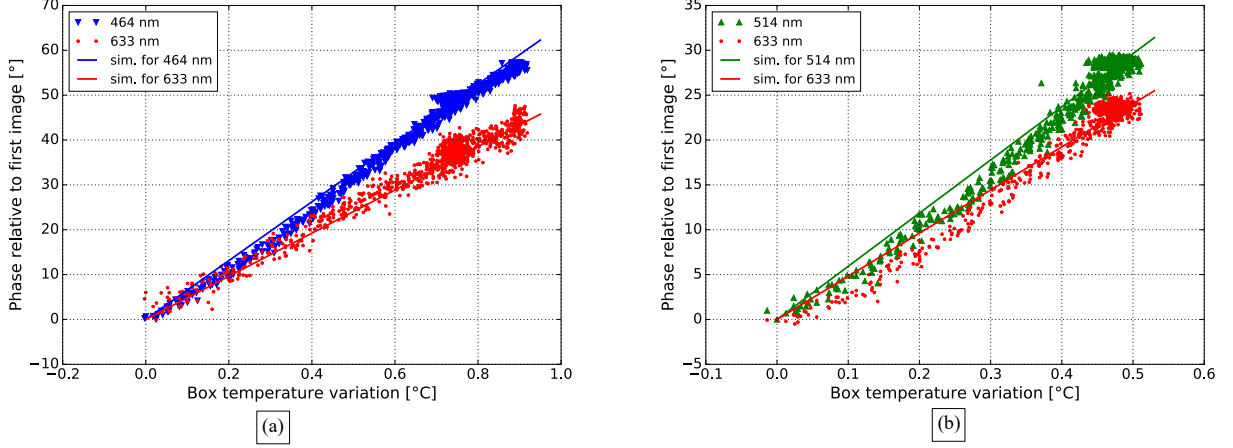 70
60
50
40
30
20
10
0
−10
−0.2
0.0
0.2
0.4
0.6
0.8
1.0
Phase relative to first image [°]
Box temperature variation [°C]
464 nm
633 nm
sim. for 464 nm
sim. for 633 nm
(a)
35
30
25
20
15
10
5
0
−5
−0.1
0.0
0.1
0.2
0.3
0.4
0.5
0.6
Phase relative to first image [°]
Box temperature variation [°C]
514 nm
633 nm
sim. for 514 nm
sim. for 633 nm
(b)